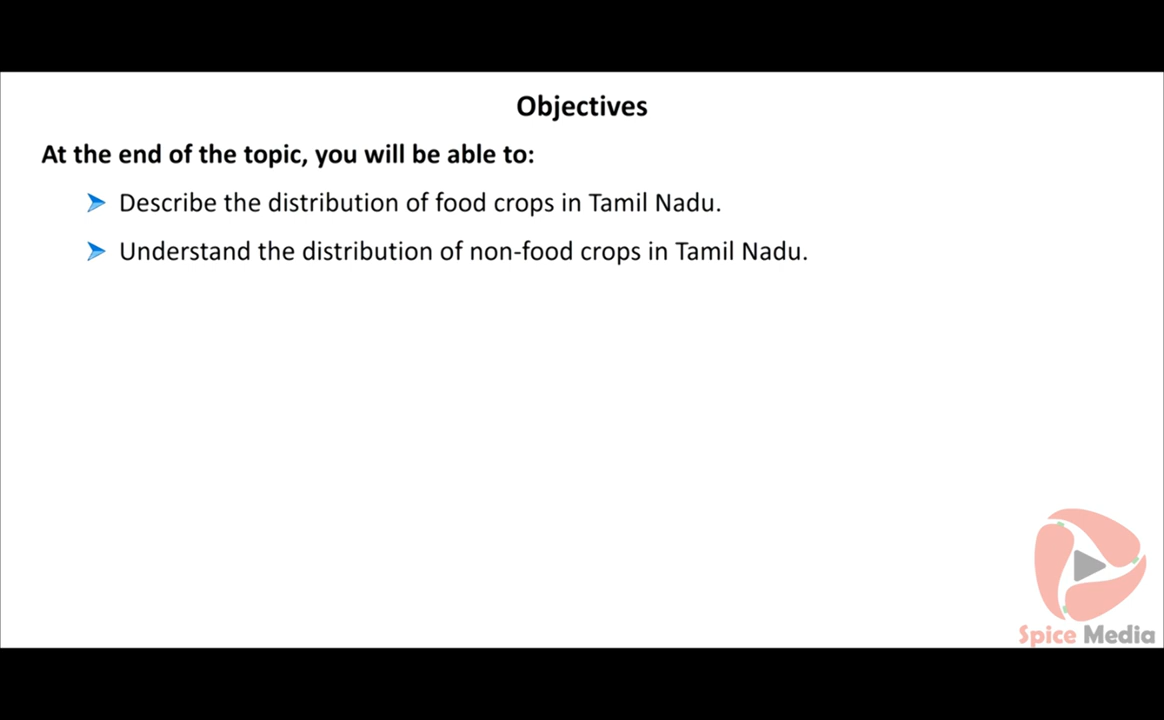 Objectives
At the end of the topic, you will be able to:
Describe the distribution of food crops in Tamil Nadu.
Understand the distribution of non-food crops in Tamil Nadu.
Spice Media